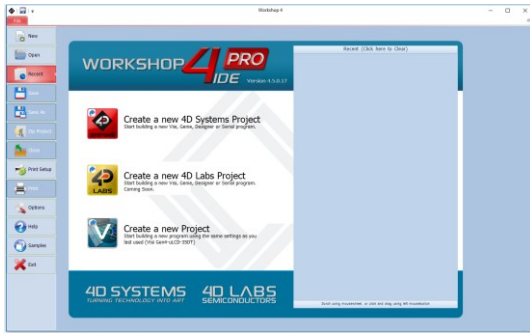 Workshop 4
File
New
Open
Recent
Save
Save As
Zip Project
Close
Print Setup
Print
Options
Help
Samples
Exit
WORKSHOP 4 PRO
IDE Version 4.5.0.17
Create a new 4D Systems Project
Start building a new Visi, Genie, Designer or Serial program.
LABS
Create a new 4D Labs Project
Start building a new Visi, Genie, Designer or Serial program.
Coming Soon.
Create a new Project
Start building a new program using the same settings as you
last used (Visi Genie uLCD-35DT)
4D SYSTEMS
TURNING TECHNOLOGY INTO ART
4D LABS
SEMICONDUCTORS
Recent (Click here to Clear)
Scroll using mousewheel, or click and drag using left mousebutton